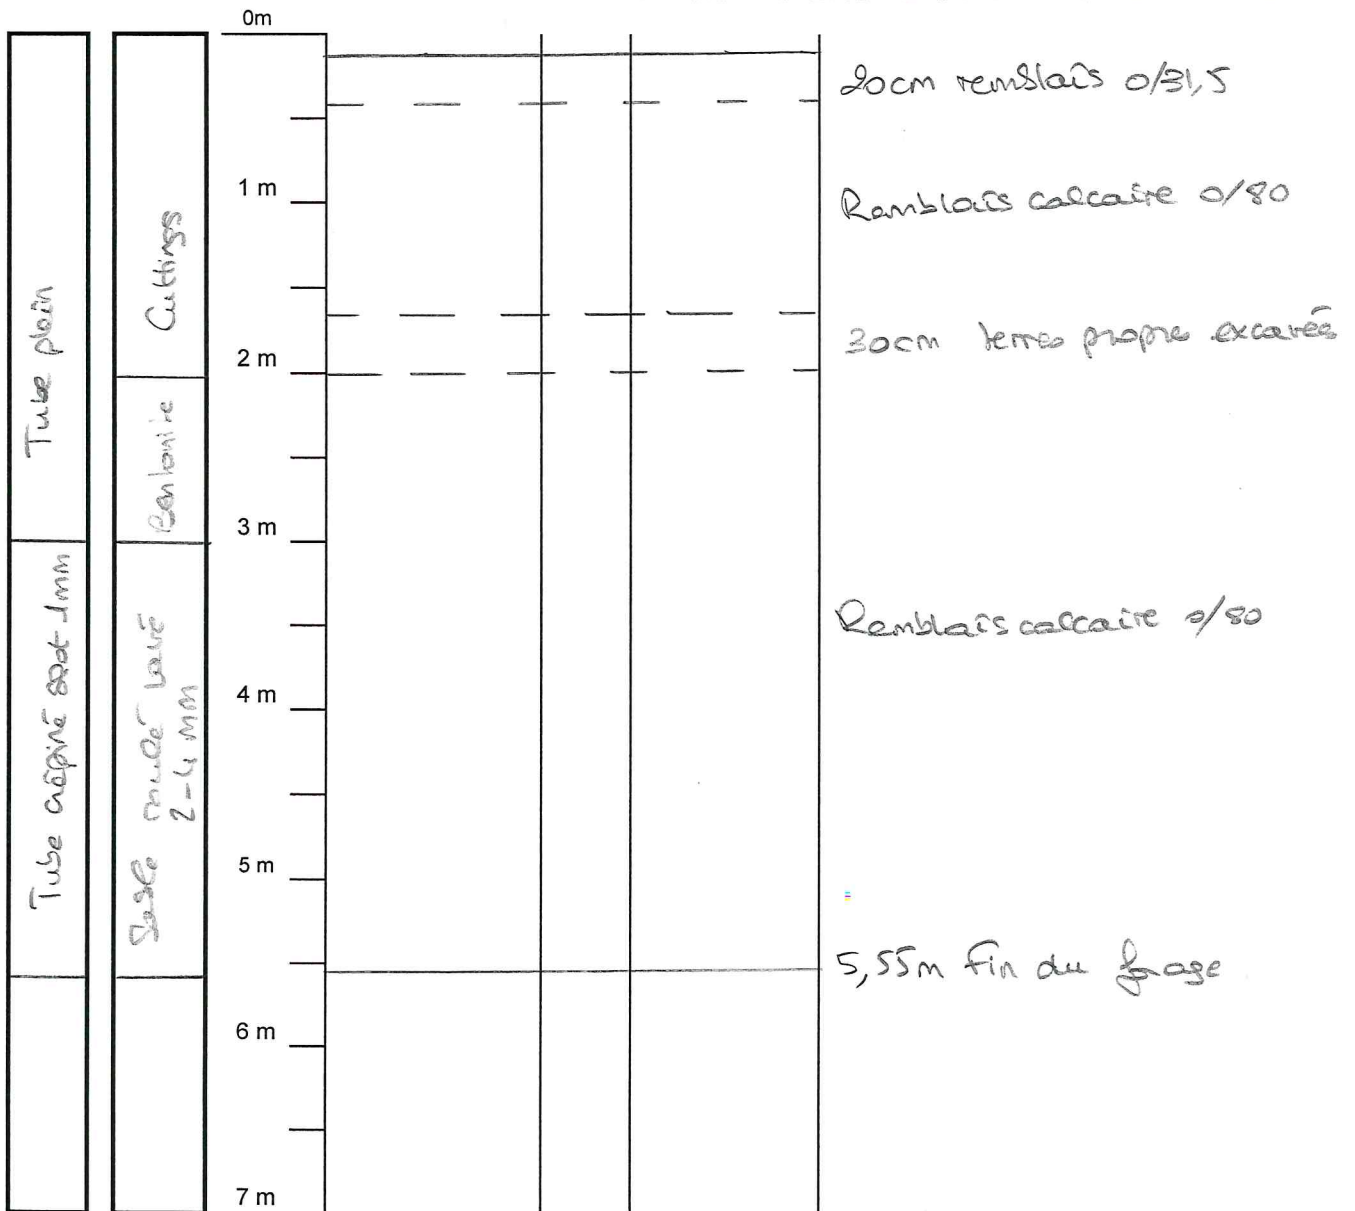 0m
20cm remblais 0/31,5
1 m
Remblais calcaire 0/80
30cm terres propre excavées
2 m
3 m
Remblais calcaire 0/80
4 m
5 m
5,55m fin du forage
6 m
7 m
Tube plein
Tube crépiné slot 1mm
Cuttings
Bentonite
Sable roulé lavé
2-4 mm